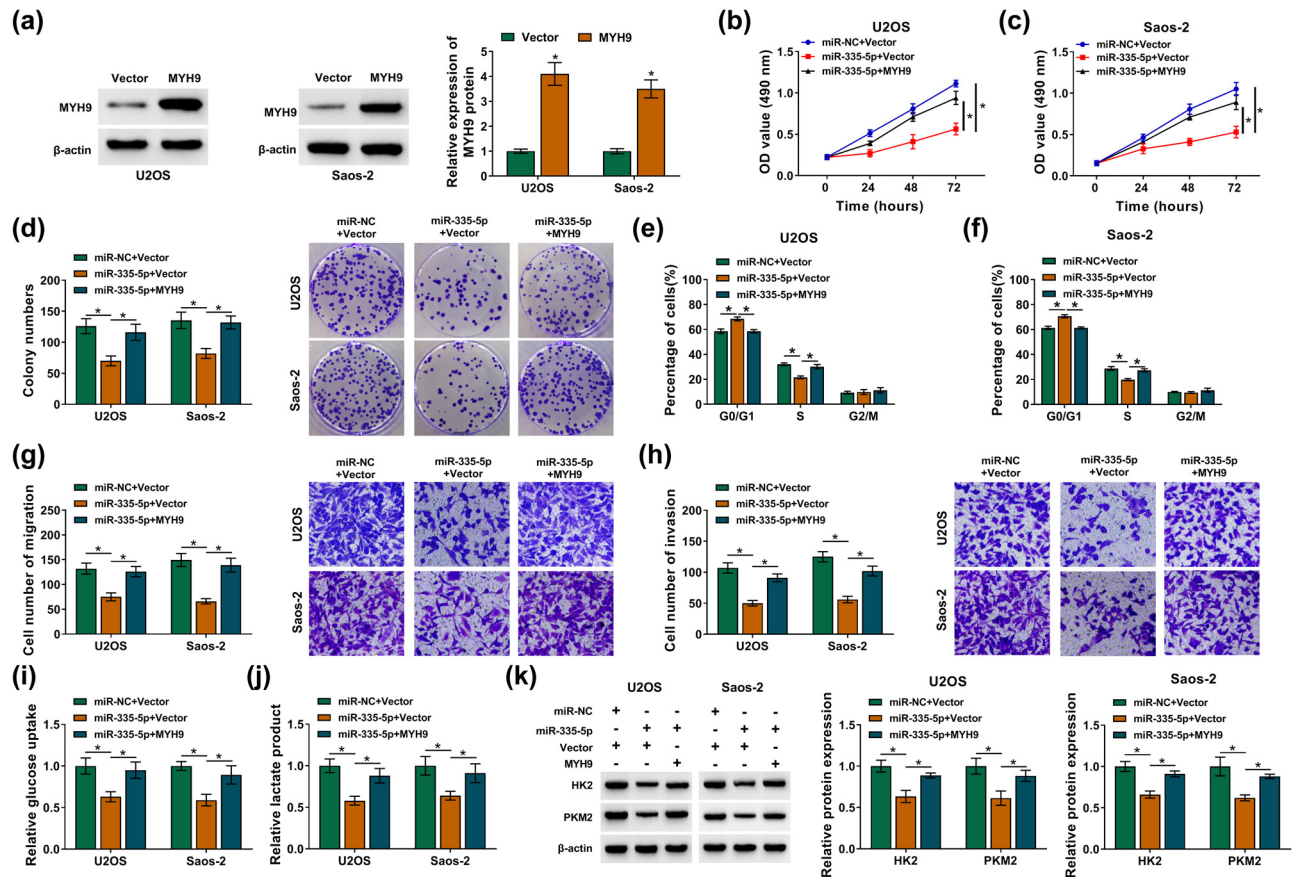 (a)
Vector MYH9
MYH9
β-actin
U2OS
Vector MYH9
MYH9
β-actin
Saos-2
Vector MYH9
Relative expression of
MYH9 protein
5
4
3
2
1
0
* *
U2OS Saos-2
(b)
U2OS
miR-NC+Vector
miR-335-5p+Vector
miR-335-5p+MYH9
OD value (490 nm)
1.5
1.0
0.5
0.0
* *
0 24 48 72
Time (hours)
(c)
Saos-2
miR-NC+Vector
miR-335-5p+Vector
miR-335-5p+MYH9
OD value (490 nm)
1.5
1.0
0.5
0.0
* *
0 24 48 72
Time (hours)
(d)
miR-NC+Vector
miR-335-5p+Vector
miR-335-5p+MYH9
Colony numbers
200
150
100
50
0
* * * *
U2OS Saos-2
miR-NC
+Vector
miR-335-5p
+Vector
miR-335-5p
+MYH9
U2OS
Saos-2
(e)
U2OS
miR-NC+Vector
miR-335-5p+Vector
miR-335-5p+MYH9
Percentage of cells(%)
100
80
60
40
20
0
* * * *
G0/G1 S G2/M
(f)
Saos-2
miR-NC+Vector
miR-335-5p+Vector
miR-335-5p+MYH9
Percentage of cells(%)
100
80
60
40
20
0
* * * *
G0/G1 S G2/M
(g)
miR-NC+Vector
miR-335-5p+Vector
miR-335-5p+MYH9
Cell number of migration
250
200
150
100
50
0
* * * *
U2OS Saos-2
miR-NC
+Vector
miR-335-5p
+Vector
miR-335-5p
+MYH9
U2OS
Saos-2
(h)
miR-NC+Vector
miR-335-5p+Vector
miR-335-5p+MYH9
Cell number of invasion
200
150
100
50
0
* * * *
U2OS Saos-2
miR-NC
+Vector
miR-335-5p
+Vector
miR-335-5p
+MYH9
U2OS
Saos-2
(i)
miR-NC+Vector
miR-335-5p+Vector
miR-335-5p+MYH9
Relative glucose uptake
1.5
1.0
0.5
0.0
* * * *
U2OS Saos-2
(j)
miR-NC+Vector
miR-335-5p+Vector
miR-335-5p+MYH9
Relative lactate product
1.5
1.0
0.5
0.0
* * * *
U2OS Saos-2
(k)
U2OS Saos-2
miR-NC + - - + - -
miR-335-5p - + + - + +
Vector + + - + + -
MYH9 - - + - - +
HK2
PKM2
β-actin
U2OS
miR-NC+Vector
miR-335-5p+Vector
miR-335-5p+MYH9
Relative protein expression
1.5
1.0
0.5
0.0
* * * *
HK2 PKM2
Saos-2
miR-NC+Vector
miR-335-5p+Vector
miR-335-5p+MYH9
Relative protein expression
1.5
1.0
0.5
0.0
* * * *
HK2 PKM2